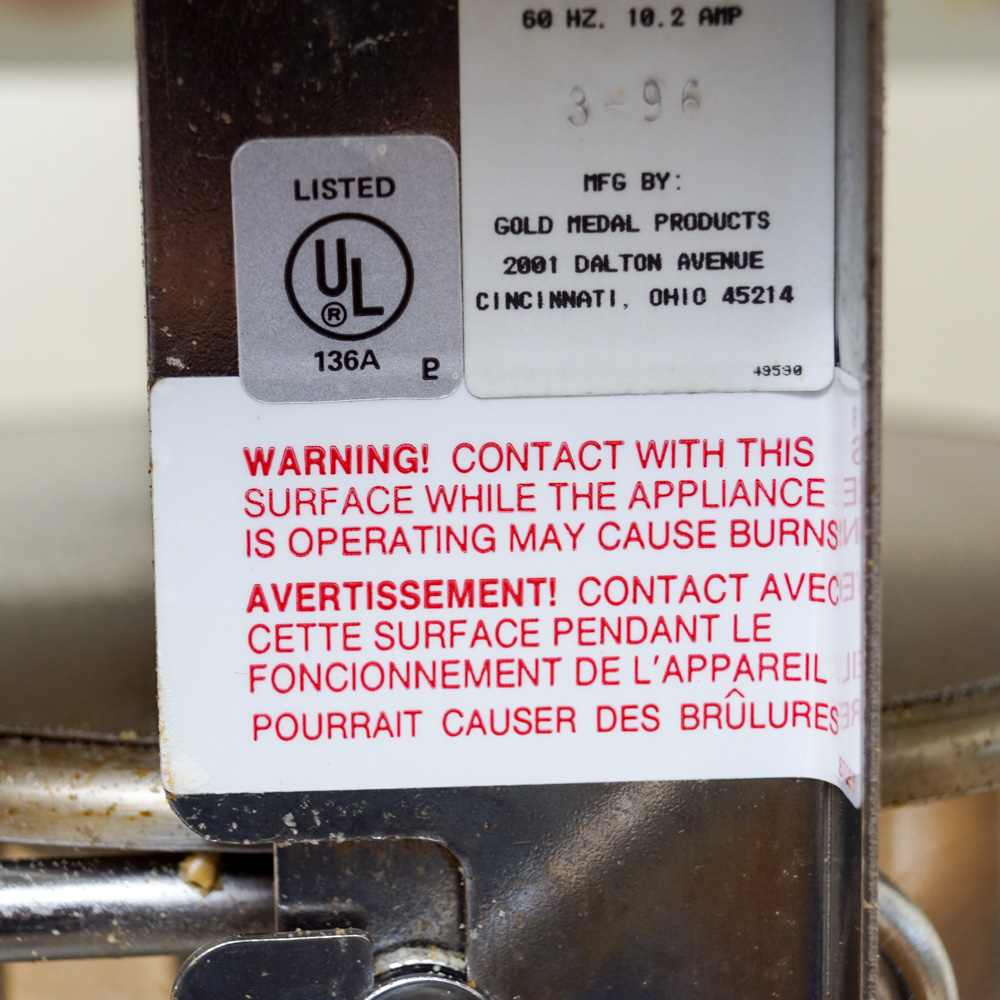 60 HZ. 10.2 AMP
3-96
MFG BY:
GOLD MEDAL PRODUCTS
2001 DALTON AVENUE
CINCINNATI, OHIO 45214
49590
LISTED
UL
®
136A
P
WARNING! CONTACT WITH THIS
SURFACE WHILE THE APPLIANCE
IS OPERATING MAY CAUSE BURNS
AVERTISSEMENT! CONTACT AVEC
CETTE SURFACE PENDANT LE
FONCIONNEMENT DE L'APPAREIL
POURRAIT CAUSER DES BRÛLURES